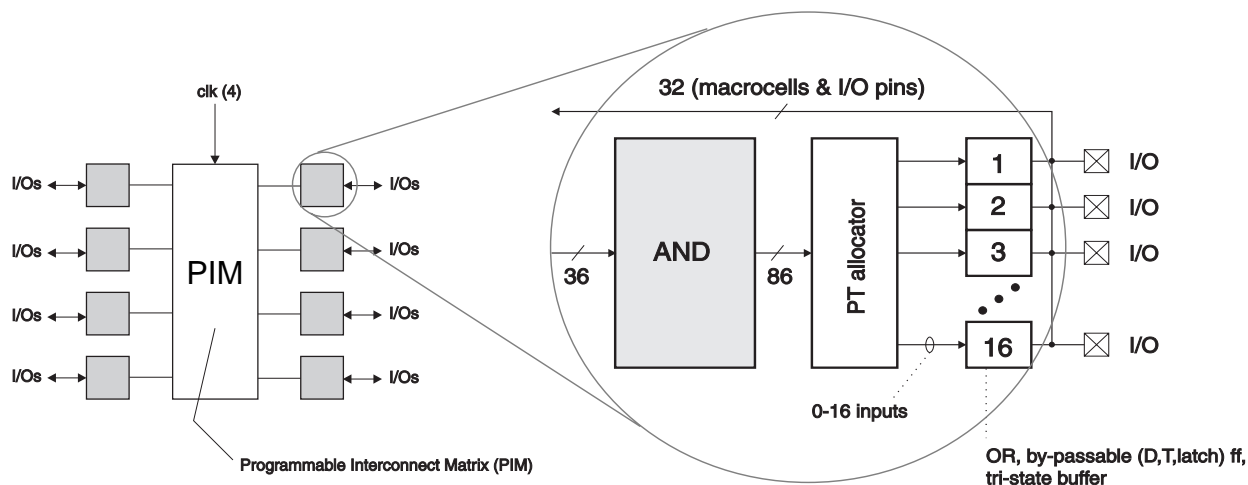 clk (4)
I/Os
I/Os
I/Os
I/Os
PIM
I/Os
I/Os
I/Os
I/Os
Programmable Interconnect Matrix (PIM)
32 (macrocells & I/O pins)
36
AND
86
PT allocator
1
2
3
16
I/O
I/O
I/O
I/O
0-16 inputs
OR, by-passable (D,T,latch) ff,
tri-state buffer